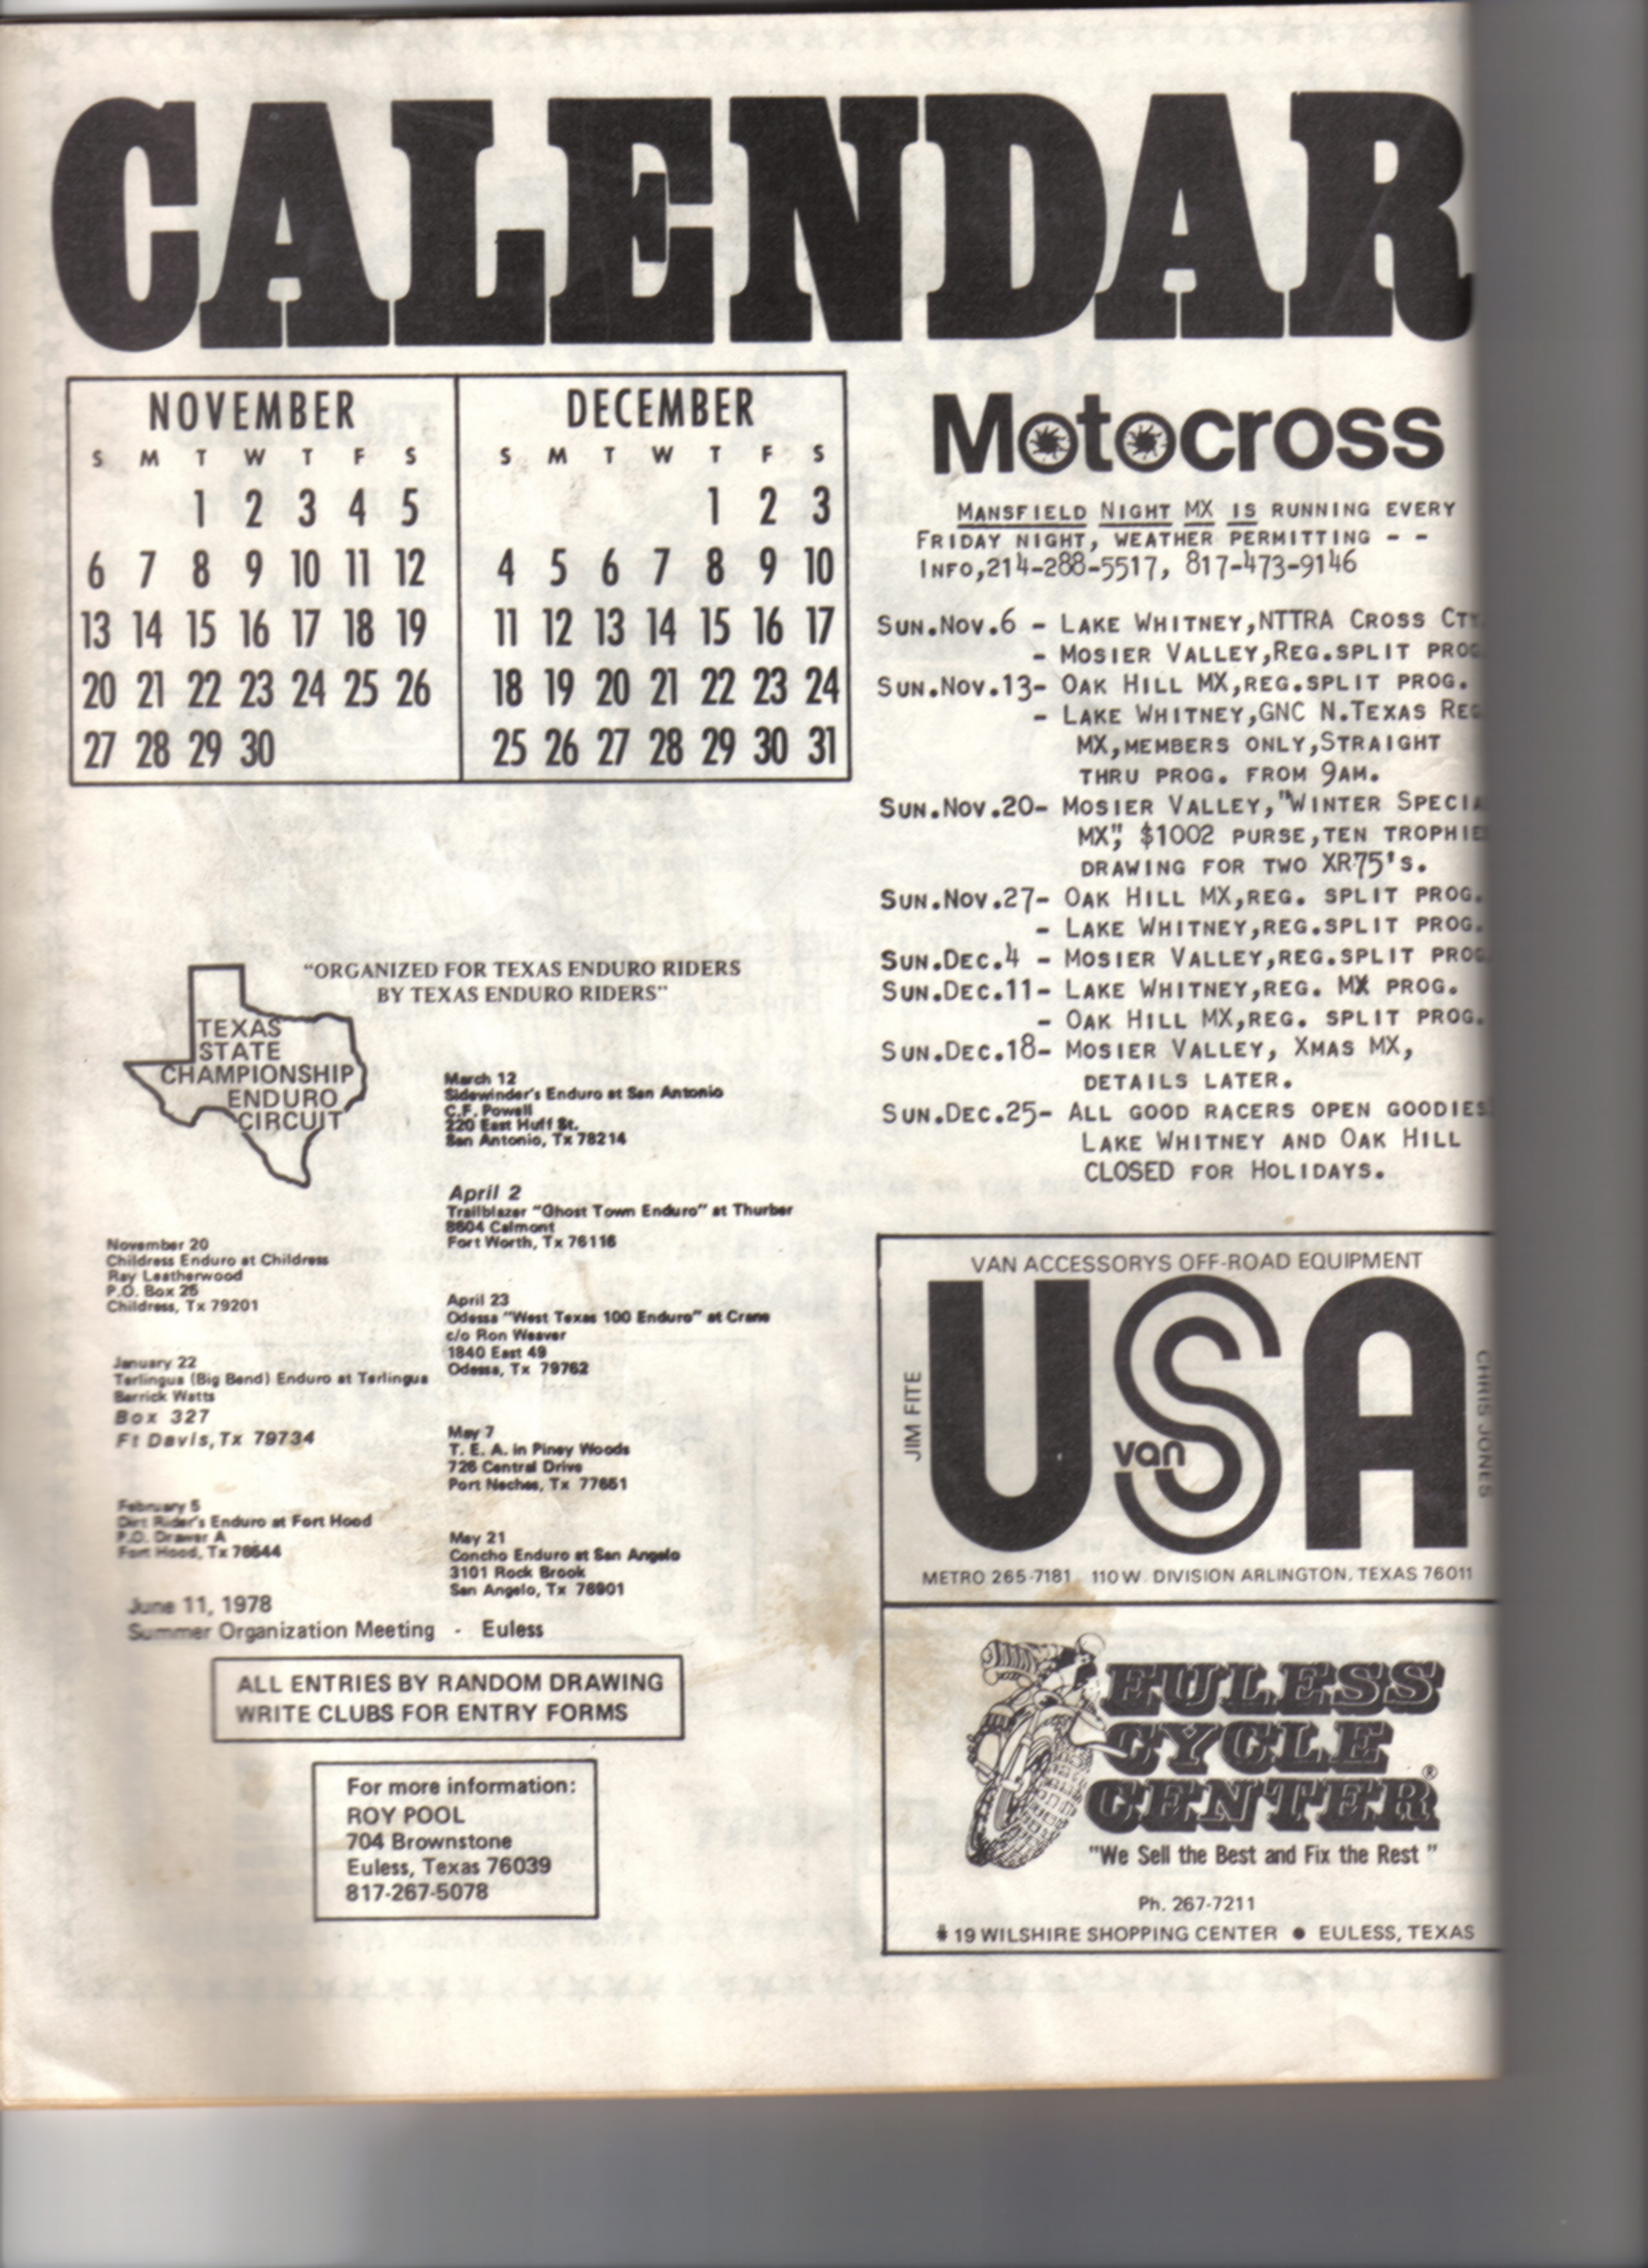 CALENDAR
NOVEMBER
S M T W T F S
1 2 3 4 5
6 7 8 9 10 11 12
13 14 15 16 17 18 19
20 21 22 23 24 25 26
27 28 29 30
DECEMBER
S M T W T F S
1 2 3
4 5 6 7 8 9 10
11 12 13 14 15 16 17
18 19 20 21 22 23 24
25 26 27 28 29 30 31
"ORGANIZED FOR TEXAS ENDURO RIDERS
BY TEXAS ENDURO RIDERS"
TEXAS
STATE
CHAMPIONSHIP
ENDURO
CIRCUIT
November 20
Childress Enduro at Childress
Ray Leatherwood
P.O. Box 25
Childress, Tx 79201
January 22
Terlingua (Big Bend) Enduro at Terlingua
Barrick Watts
Box 327
Ft Davis, Tx 79734
February 5
Dirt Rider's Enduro at Fort Hood
P.O. Drawer A
Fort Hood, Tx 76544
March 12
Sidewinder's Enduro at San Antonio
C.F. Powell
220 East Huff St.
San Antonio, Tx 78214
April 2
Trailblazer "Ghost Town Enduro" at Thurber
8604 Calmont
Fort Worth, Tx 76116
April 23
Odessa "West Texas 100 Enduro" at Crane
c/o Ron Weaver
1840 East 49
Odessa, Tx 79762
May 7
T. E. A. in Piney Woods
726 Central Drive
Port Neches, Tx 77651
May 21
Concho Enduro at San Angelo
3101 Rock Brook
San Angelo, Tx 76901
June 11, 1978
Summer Organization Meeting - Euless
ALL ENTRIES BY RANDOM DRAWING
WRITE CLUBS FOR ENTRY FORMS
For more information:
ROY POOL
704 Brownstone
Euless, Texas 76039
817-267-5078
Motocross
MANSFIELD NIGHT MX IS RUNNING EVERY
FRIDAY NIGHT, WEATHER PERMITTING - -
INFO,214-288-5517, 817-473-9146
SUN.NOV.6 - LAKE WHITNEY,NTTRA CROSS CTY
- MOSIER VALLEY,REG.SPLIT PROG
SUN.NOV.13- OAK HILL MX,REG.SPLIT PROG.
- LAKE WHITNEY,GNC N.TEXAS REG
MX,MEMBERS ONLY,STRAIGHT
THRU PROG. FROM 9AM.
SUN.NOV.20- MOSIER VALLEY,"WINTER SPECIA
MX", $1002 PURSE,TEN TROPHIE
DRAWING FOR TWO XR75'S.
SUN.NOV.27- OAK HILL MX,REG. SPLIT PROG.
- LAKE WHITNEY,REG.SPLIT PROG.
SUN.DEC.4 - MOSIER VALLEY,REG.SPLIT PROG
SUN.DEC.11- LAKE WHITNEY,REG. MX PROG.
- OAK HILL MX,REG. SPLIT PROG.
SUN.DEC.18- MOSIER VALLEY, XMAS MX,
DETAILS LATER.
SUN.DEC.25- ALL GOOD RACERS OPEN GOODIES
LAKE WHITNEY AND OAK HILL
CLOSED FOR HOLIDAYS.
VAN ACCESSORYS OFF-ROAD EQUIPMENT
JIM FITE
USA
van
CHRIS JONES
METRO 265-7181 110 W. DIVISION ARLINGTON, TEXAS 76011
EULESS
CYCLE
CENTER®
"We Sell the Best and Fix the Rest"
Ph. 267-7211
# 19 WILSHIRE SHOPPING CENTER ● EULESS, TEXAS